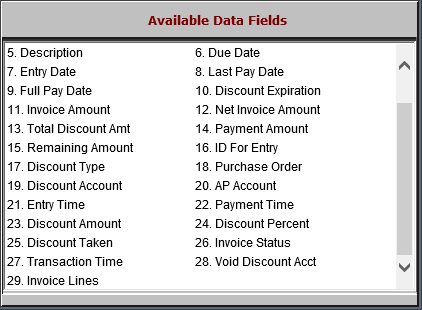 Available Data Fields
5. Description 6. Due Date
7. Entry Date 8. Last Pay Date
9. Full Pay Date 10. Discount Expiration
11. Invoice Amount 12. Net Invoice Amount
13. Total Discount Amt 14. Payment Amount
15. Remaining Amount 16. ID For Entry
17. Discount Type 18. Purchase Order
19. Discount Account 20. AP Account
21. Entry Time 22. Payment Time
23. Discount Amount 24. Discount Percent
25. Discount Taken 26. Invoice Status
27. Transaction Time 28. Void Discount Acct
29. Invoice Lines